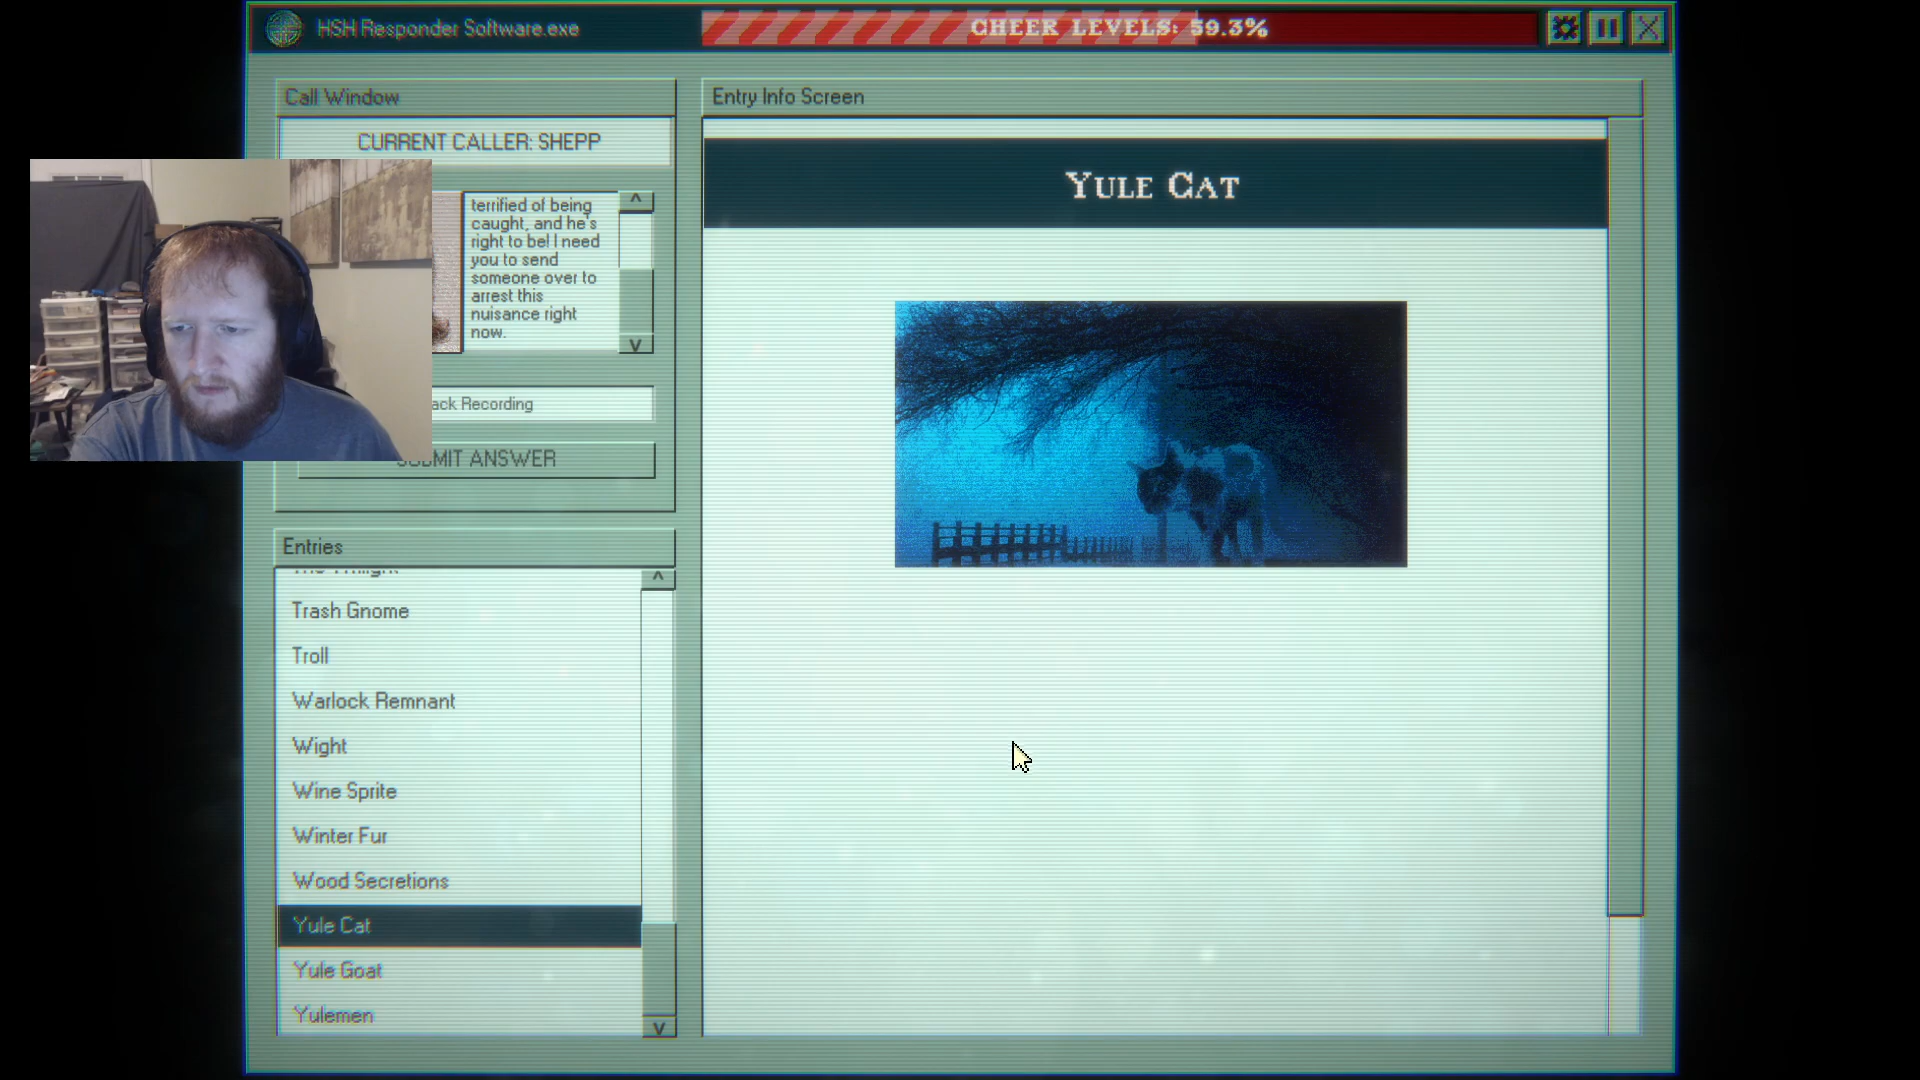 HSH Responder Software.exe
CHEER LEVELS: 59.3%
Call Window
CURRENT CALLER: SHEPP
terrified of being
caught, and he's
right to be! I need
you to send
someone over to
arrest this
nuisance right
now.
ack Recording
SUBMIT ANSWER
Entries
Trash Gnome
Troll
Warlock Remnant
Wight
Wine Sprite
Winter Fur
Wood Secretions
Yule Cat
Yule Goat
Yulemen
Entry Info Screen
Yule Cat